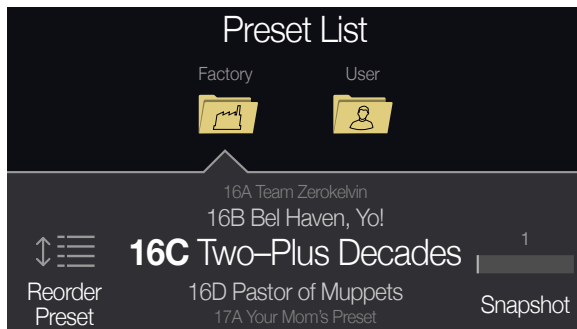 Preset List
Factory
User
16A Team Zerokelvin
16B Bel Haven, Yo!
16C Two–Plus Decades
1
16D Pastor of Muppets
17A Your Mom's Preset
Reorder
Preset
Snapshot